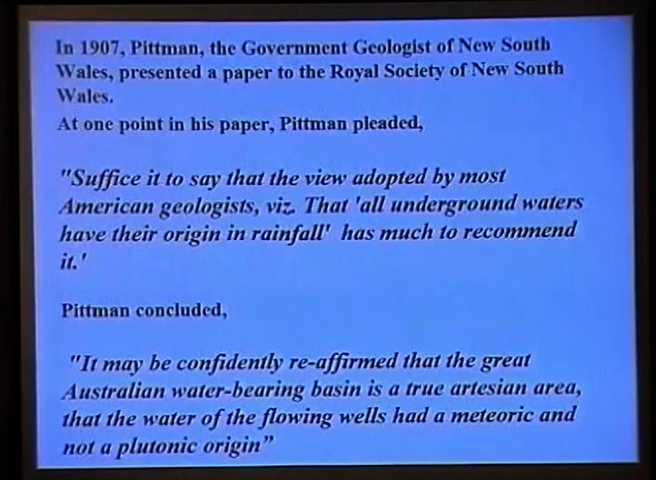 In 1907, Pittman, the Government Geologist of New South
Wales, presented a paper to the Royal Society of New South
Wales.
At one point in his paper, Pittman pleaded,
"Suffice it to say that the view adopted by most
American geologists, viz. That 'all underground waters
have their origin in rainfall' has much to recommend
it.'
Pittman concluded,
"It may be confidently re-affirmed that the great
Australian water-bearing basin is a true artesian area,
that the water of the flowing wells had a meteoric and
not a plutonic origin”